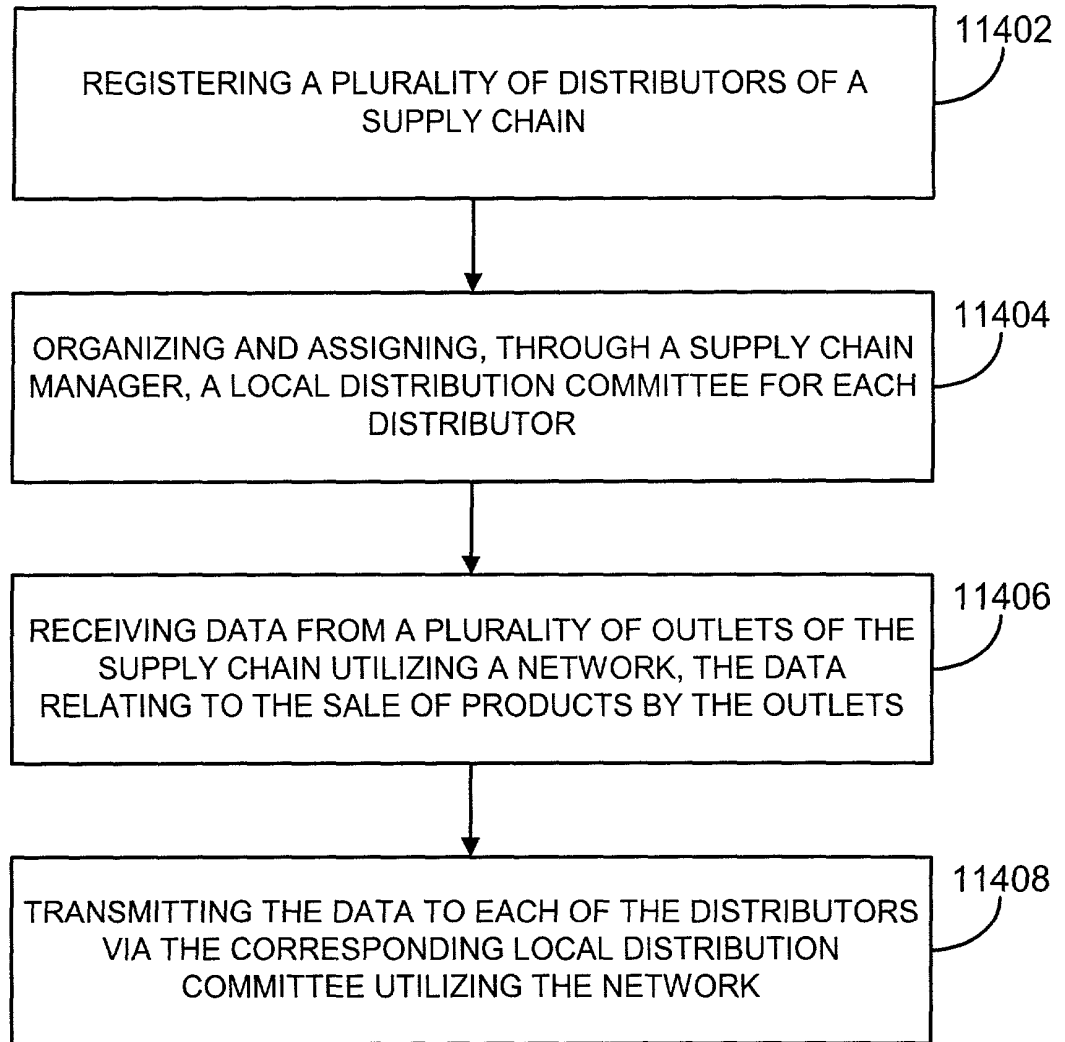 11402
REGISTERING A PLURALITY OF DISTRIBUTORS OF A
SUPPLY CHAIN
11404
ORGANIZING AND ASSIGNING, THROUGH A SUPPLY CHAIN
MANAGER, A LOCAL DISTRIBUTION COMMITTEE FOR EACH
DISTRIBUTOR
11406
RECEIVING DATA FROM A PLURALITY OF OUTLETS OF THE
SUPPLY CHAIN UTILIZING A NETWORK, THE DATA
RELATING TO THE SALE OF PRODUCTS BY THE OUTLETS
11408
TRANSMITTING THE DATA TO EACH OF THE DISTRIBUTORS
VIA THE CORRESPONDING LOCAL DISTRIBUTION
COMMITTEE UTILIZING THE NETWORK